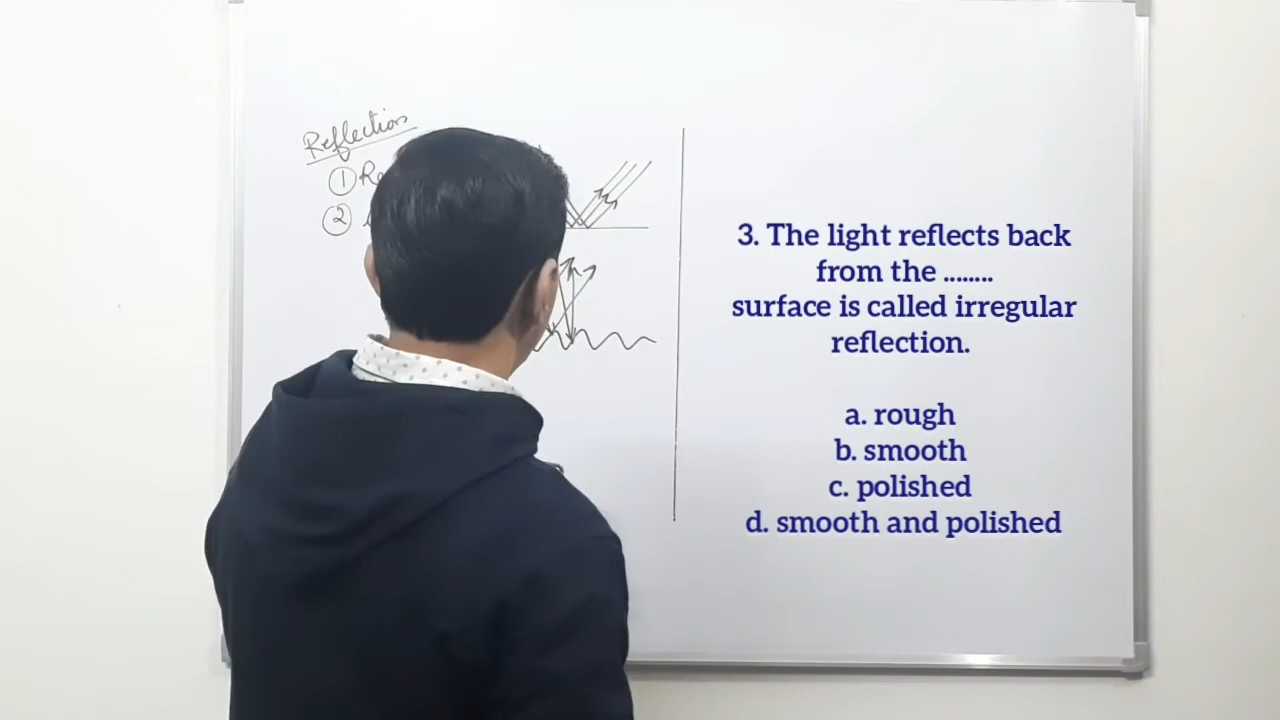 Reflection
①
②
3. The light reflects back
from the ........
surface is called irregular
reflection.
a. rough
b. smooth
c. polished
d. smooth and polished